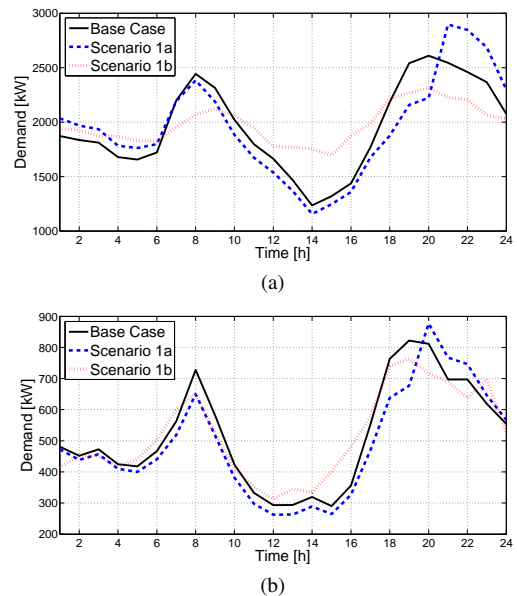 3000
2500
2000
1500
1000
Demand [kW]
Base Case
Scenario 1a
Scenario 1b
2 4 6 8 10 12 14 16 18 20 22 24
Time [h]
(a)
900
800
700
600
500
400
300
200
Demand [kW]
Base Case
Scenario 1a
Scenario 1b
2 4 6 8 10 12 14 16 18 20 22 24
Time [h]
(b)